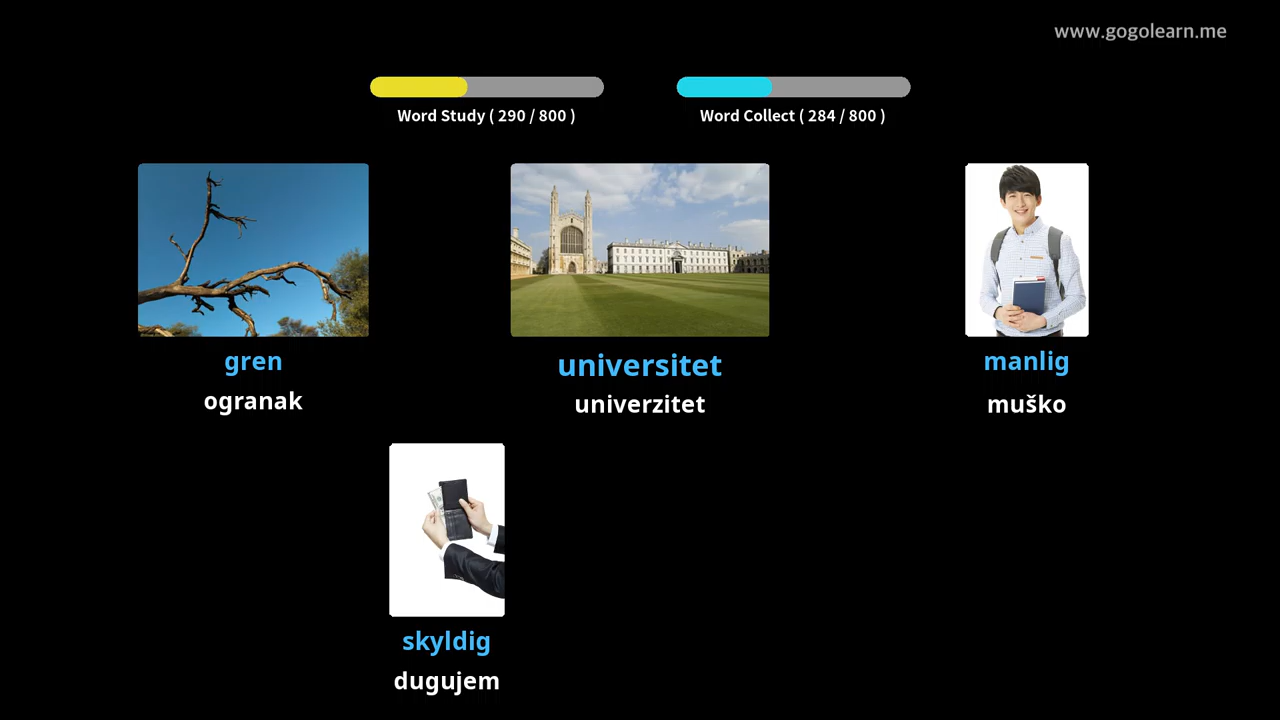 www.gogolearn.me
Word Study ( 290 / 800 )
Word Collect ( 284 / 800 )
gren
ogranak
universitet
univerzitet
manlig
muško
skyldig
dugujem